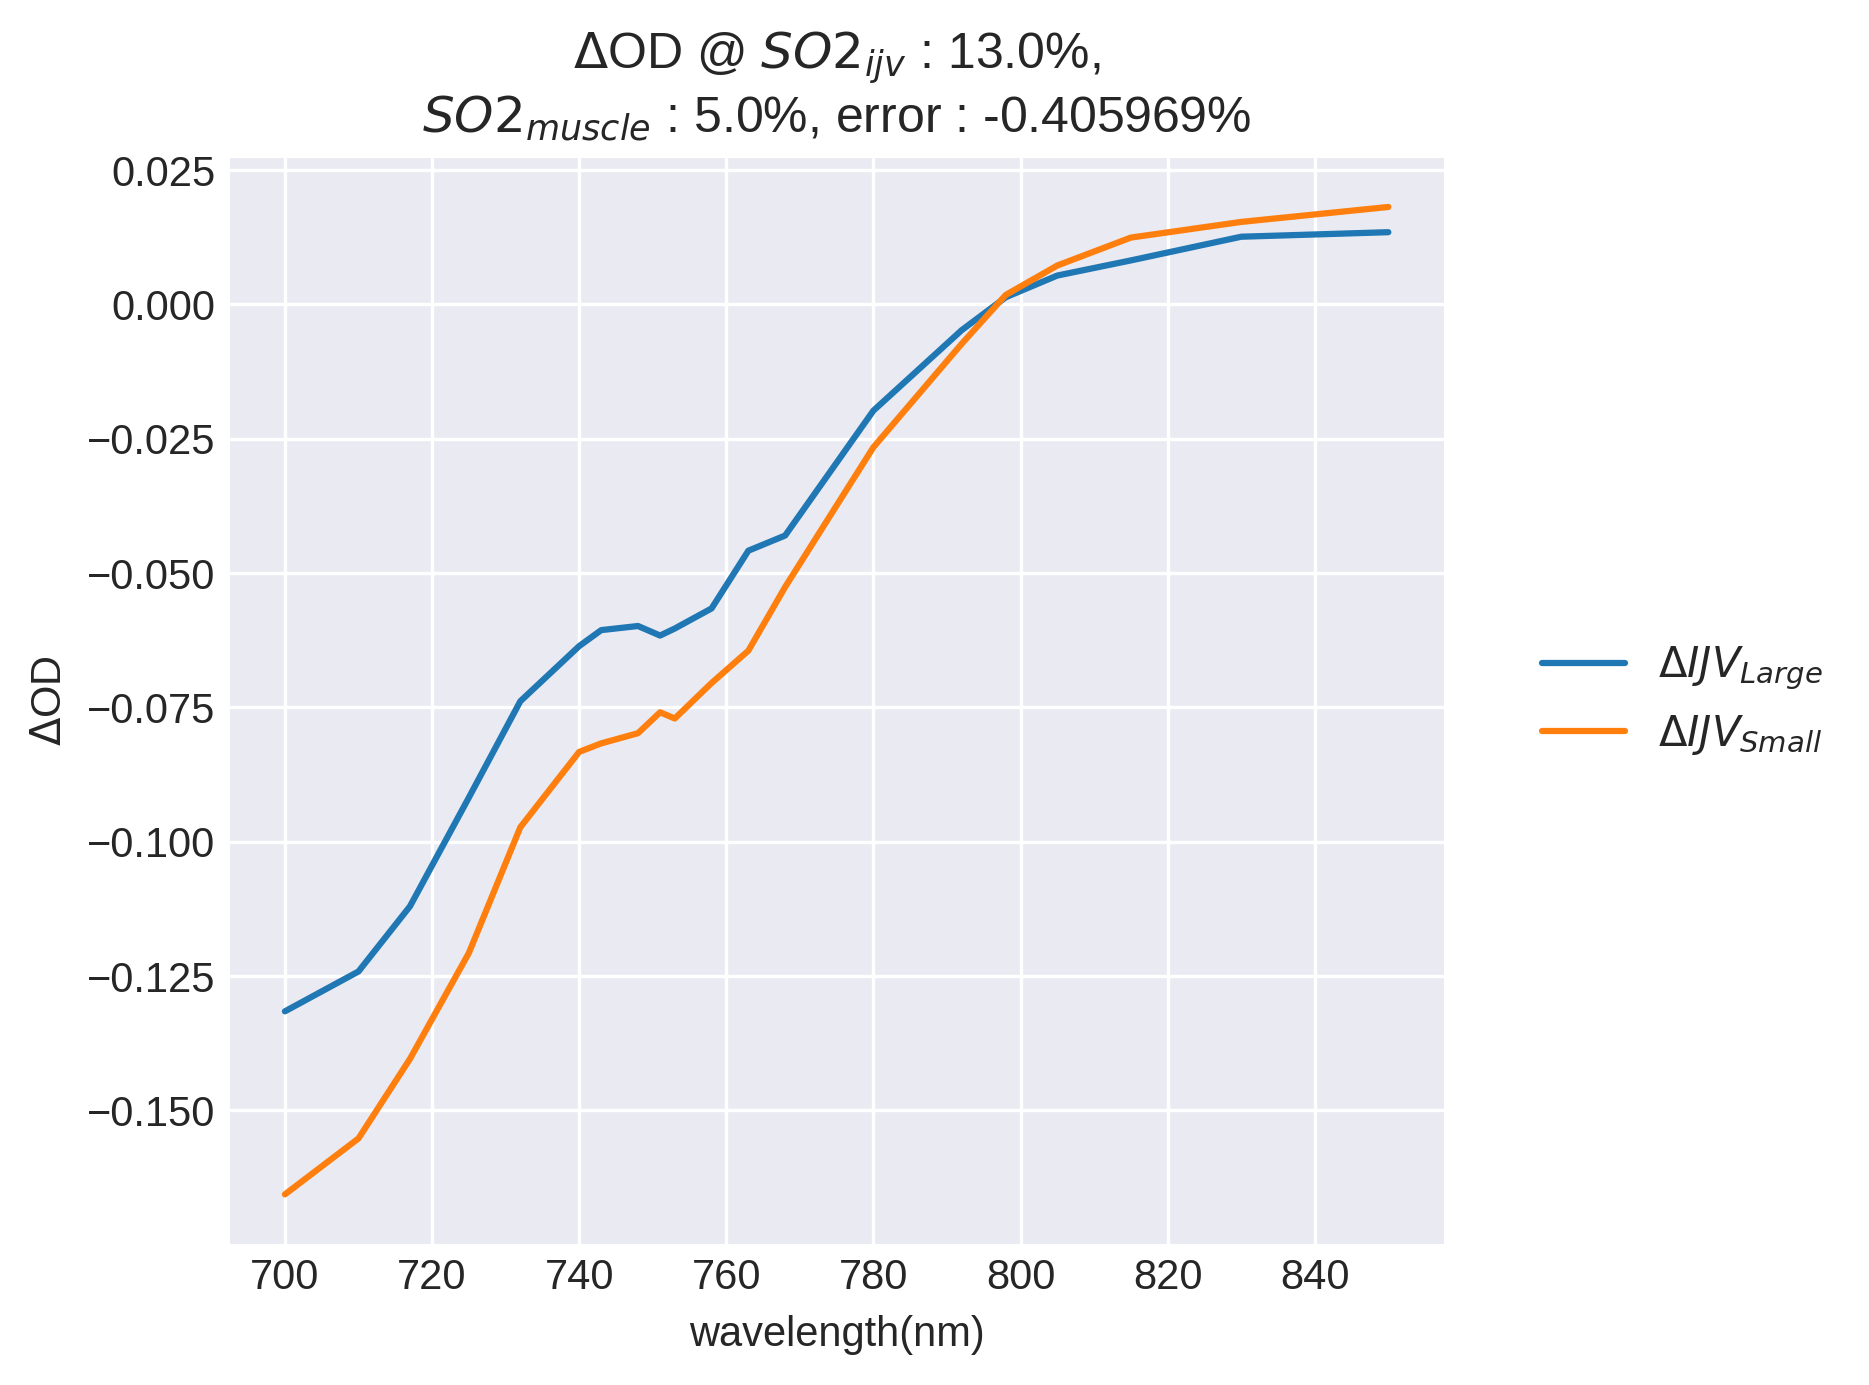 ΔOD @ SO2ijv : 13.0%,
SO2muscle : 5.0%, error : -0.405969%
0.025
0.000
−0.025
−0.050
−0.075
−0.100
−0.125
−0.150
ΔOD
700 720 740 760 780 800 820 840
wavelength(nm)
ΔIJVLarge
ΔIJVSmall